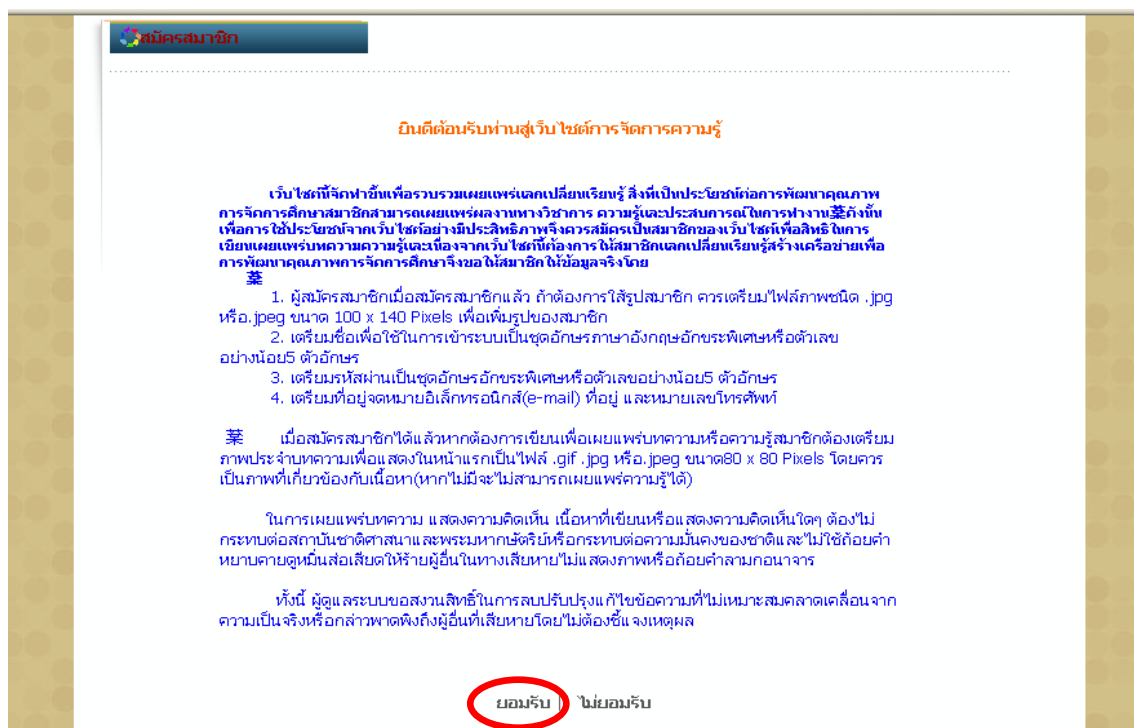 สมัครสมาชิก
ยินดีต้อนรับท่านสู่เว็บไซต์การจัดการความรู้
เว็บไซต์นี้จัดทำขึ้นเพื่อรวบรวมเผยแพร่แลกเปลี่ยนเรียนรู้ สิ่งที่เป็นประโยชน์ต่อการพัฒนาคุณภาพ
การจัดการศึกษาสมาชิกสามารถเผยแพร่ผลงานทางวิชาการ ความรู้และประสบการณ์ในการทำงาน菜ดังนั้น
เพื่อการใช้ประโยชน์จากเว็บไซต์อย่างมีประสิทธิภาพจึงควรสมัครเป็นสมาชิกของเว็บไซต์เพื่อสิทธิในการ
เขียนเผยแพร่บทความความรู้และเนื่องจากเว็บไซต์นี้ต้องการให้สมาชิกแลกเปลี่ยนเรียนรู้สร้างเครือข่ายเพื่อ
การพัฒนาคุณภาพการจัดการศึกษาจึงขอให้สมาชิกให้ข้อมูลจริงโดย
1. ผู้สมัครสมาชิกเมื่อสมัครสมาชิกแล้ว ถ้าต้องการใส่รูปสมาชิก ควรเตรียมไฟล์ภาพชนิด .jpg
หรือ.jpeg ขนาด 100 x 140 Pixels เพื่อเพิ่มรูปของสมาชิก
2. เตรียมชื่อเพื่อใช้ในการเข้าระบบเป็นชุดอักษรภาษาอังกฤษอักขระพิเศษหรือตัวเลข
อย่างน้อย5 ตัวอักษร
3. เตรียมรหัสผ่านเป็นชุดอักษรอักขระพิเศษหรือตัวเลขอย่างน้อย5 ตัวอักษร
4. เตรียมที่อยู่จดหมายอิเล็กทรอนิกส์(e-mail) ที่อยู่ และหมายเลขโทรศัพท์
เมื่อสมัครสมาชิกได้แล้วหากต้องการเขียนเพื่อเผยแพร่บทความหรือความรู้สมาชิกต้องเตรียม
ภาพประจำบทความเพื่อแสดงในหน้าแรกเป็นไฟล์ .gif .jpg หรือ.jpeg ขนาด80 x 80 Pixels โดยควร
เป็นภาพที่เกี่ยวข้องกับเนื้อหา(หากไม่มีจะไม่สามารถเผยแพร่ความรู้ได้)
ในการเผยแพร่บทความ แสดงความคิดเห็น เนื้อหาที่เขียนหรือแสดงความคิดเห็นใดๆ ต้องไม่
กระทบต่อสถาบันชาติศาสนาและพระมหากษัตริย์หรือกระทบต่อความมั่นคงของชาติและไม่ใช้ถ้อยคำ
หยาบคายดูหมิ่นส่อเสียดให้ร้ายผู้อื่นในทางเสียหายไม่แสดงภาพหรือถ้อยคำลามกอนาจาร
ทั้งนี้ ผู้ดูแลระบบขอสงวนสิทธิ์ในการลบปรับปรุงแก้ไขข้อความที่ไม่เหมาะสมคลาดเคลื่อนจาก
ความเป็นจริงหรือกล่าวพาดพิงถึงผู้อื่นที่เสียหายโดยไม่ต้องชี้แจงเหตุผล
ยอมรับ | ไม่ยอมรับ